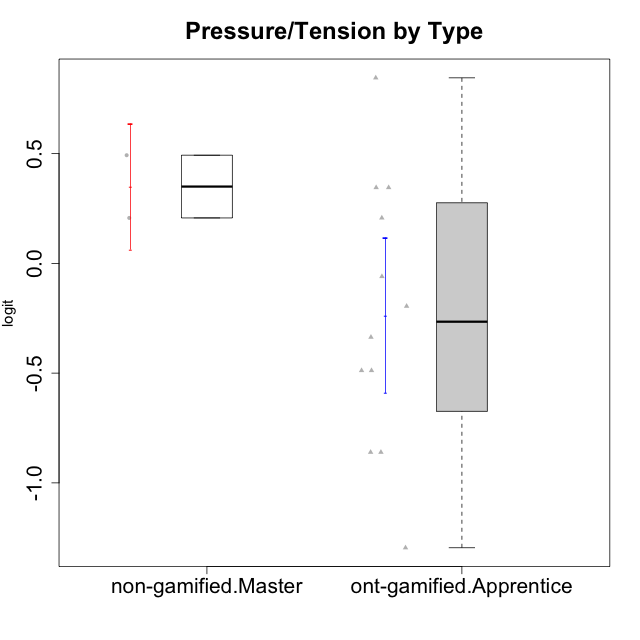 Pressure/Tension by Type
logit
0.5
0.0
-0.5
-1.0
non-gamified.Master
ont-gamified.Apprentice